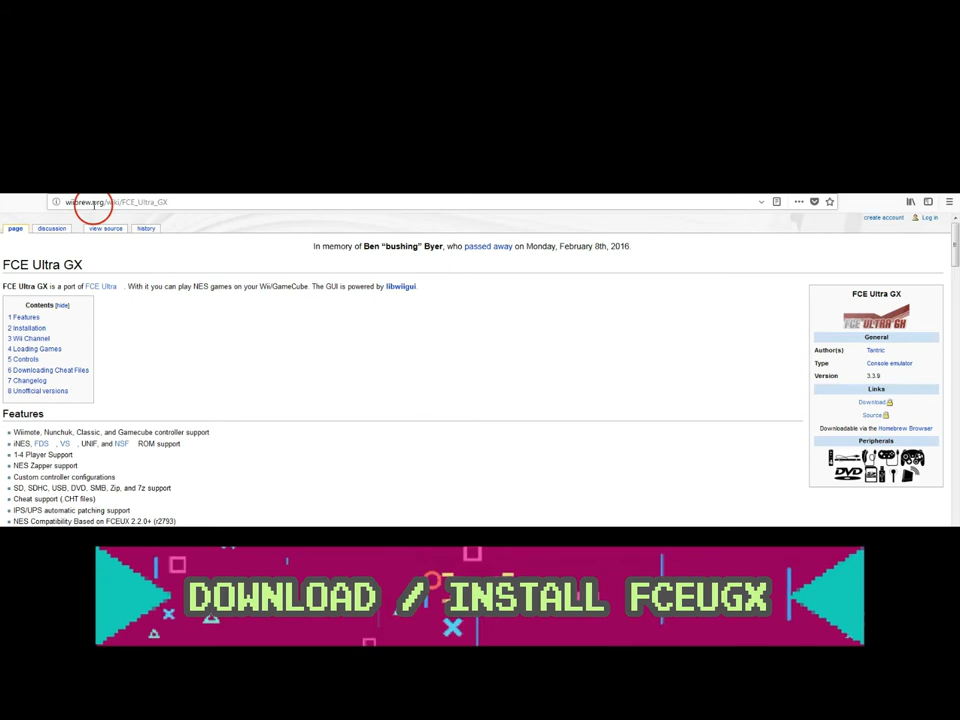 wiibrew.org/wiki/FCE_Ultra_GX
create account Log in
page discussion view source history
In memory of Ben “bushing” Byer, who passed away on Monday, February 8th, 2016.
FCE Ultra GX
FCE Ultra GX is a port of FCE Ultra . With it you can play NES games on your Wii/GameCube. The GUI is powered by libwiigui.
Contents [hide]
1 Features
2 Installation
3 Wii Channel
4 Loading Games
5 Controls
6 Downloading Cheat Files
7 Changelog
8 Unofficial versions
FCE Ultra GX
FCE ULTRA GX
General
Author(s) Tantric
Type Console emulator
Version 3.3.9
Links
Download
Source
Downloadable via the Homebrew Browser
Peripherals
DVD
Features
Wiimote, Nunchuk, Classic, and Gamecube controller support
iNES, FDS , VS , UNIF, and NSF ROM support
1-4 Player Support
NES Zapper support
Custom controller configurations
SD, SDHC, USB, DVD, SMB, Zip, and 7z support
Cheat support (.CHT files)
IPS/UPS automatic patching support
NES Compatibility Based on FCEUX 2.2.0+ (r2793)
DOWNLOAD / INSTALL FCEUGX